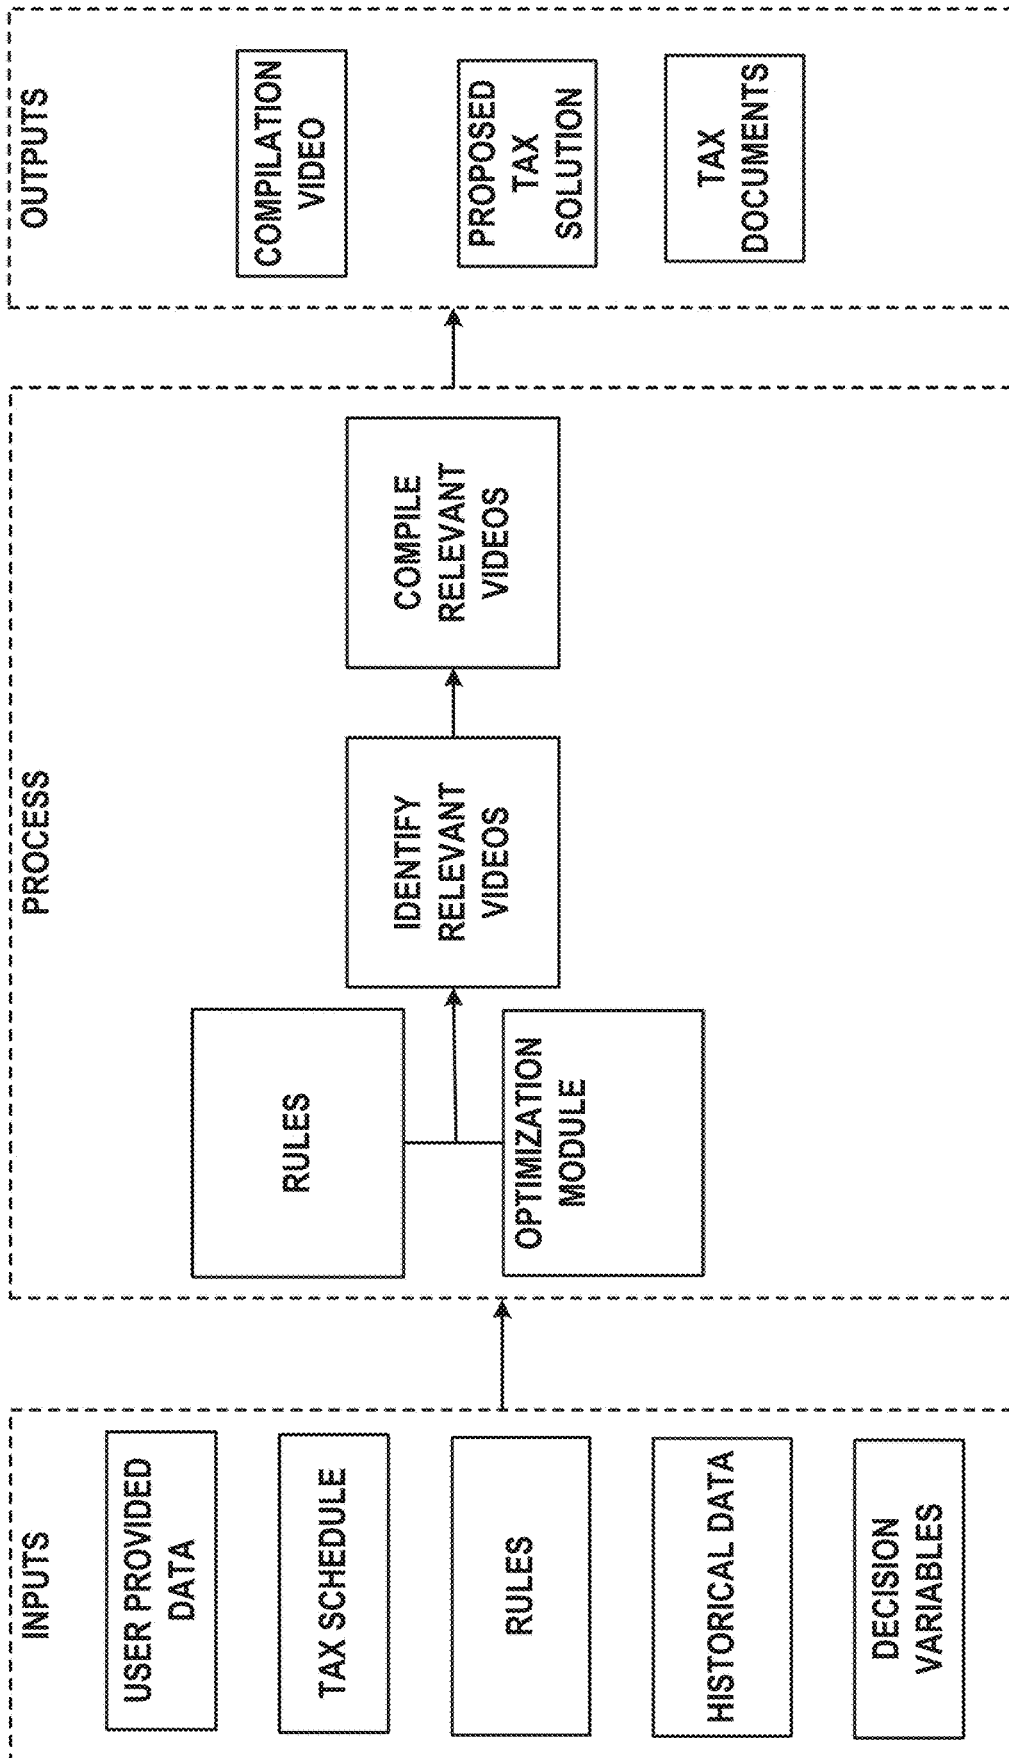 INPUTS
USER PROVIDED
DATA
TAX SCHEDULE
RULES
HISTORICAL DATA
DECISION
VARIABLES
PROCESS
RULES
OPTIMIZATION
MODULE
IDENTIFY
RELEVANT
VIDEOS
COMPILE
RELEVANT
VIDEOS
OUTPUTS
COMPILATION
VIDEO
PROPOSED
TAX
SOLUTION
TAX
DOCUMENTS